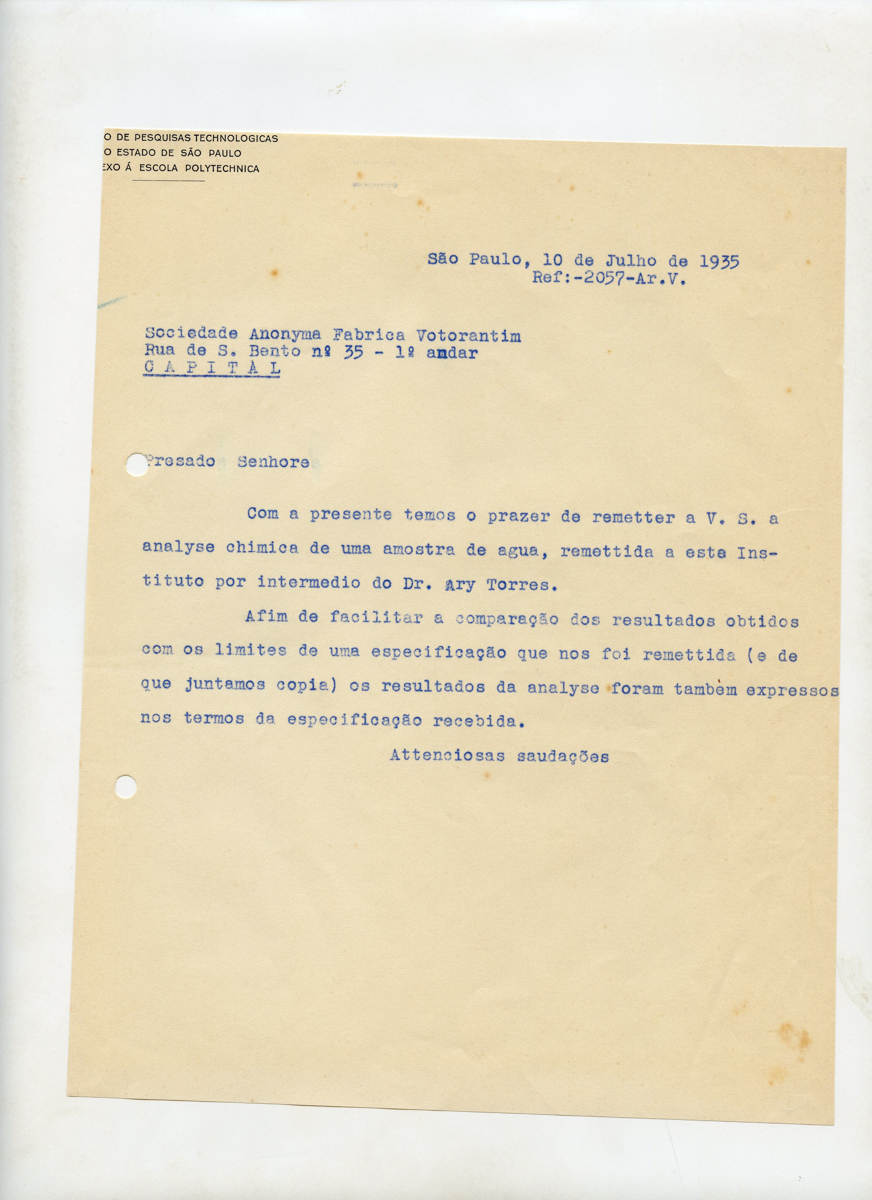 O DE PESQUISAS TECHNOLOGICAS
O ESTADO DE SÃO PAULO
EXO Á ESCOLA POLYTECHNICA
São Paulo, 10 de Julho de 1935
Ref:-2057-Ar.V.
Sociedade Anonyma Fabrica Votorantim
Rua de S. Bento nº 35 - 1º andar
C A P I T A L
Presado Senhore
Com a presente temos o prazer de remetter a V. S. a
analyse chimica de uma amostra de agua, remettida a este Ins-
tituto por intermedio do Dr. Ary Torres.
Afim de facilitar a comparação dos resultados obtidos
com os limites de uma especificação que nos foi remettida (e de
que juntamos copia) os resultados da analyse foram também expressos
nos termos da especificação recebida.
Attenciosas saudações